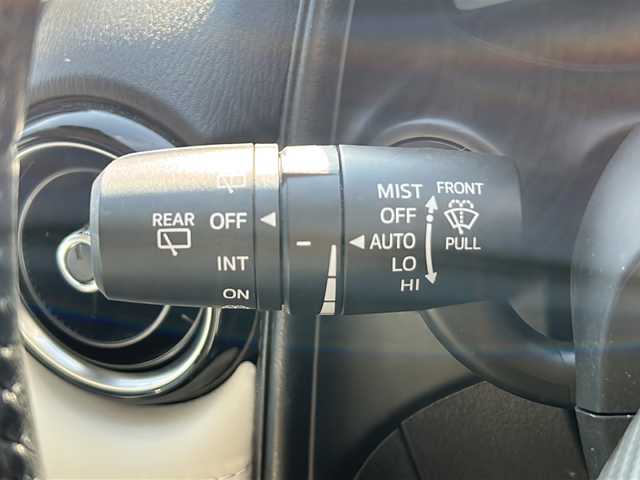 REAR
OFF
INT
ON
MIST
OFF
AUTO
LO
HI
FRONT
PULL